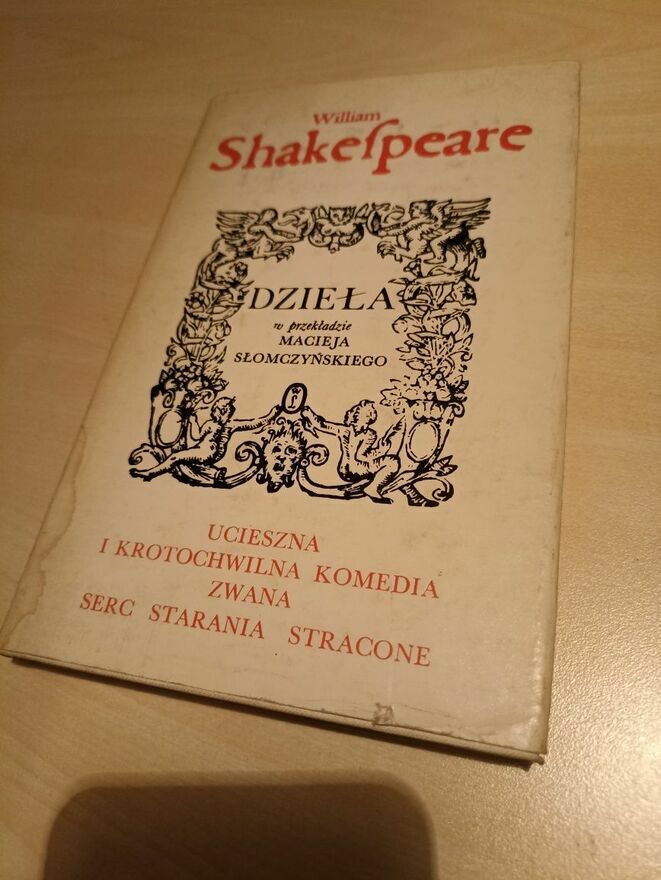 William
Shakeſpeare
DZIEŁA
w przekładzie
MACIEJA
SŁOMCZYŃSKIEGO
UCIESZNA
I KROTOCHWILNA KOMEDIA
ZWANA
SERC STARANIA STRACONE